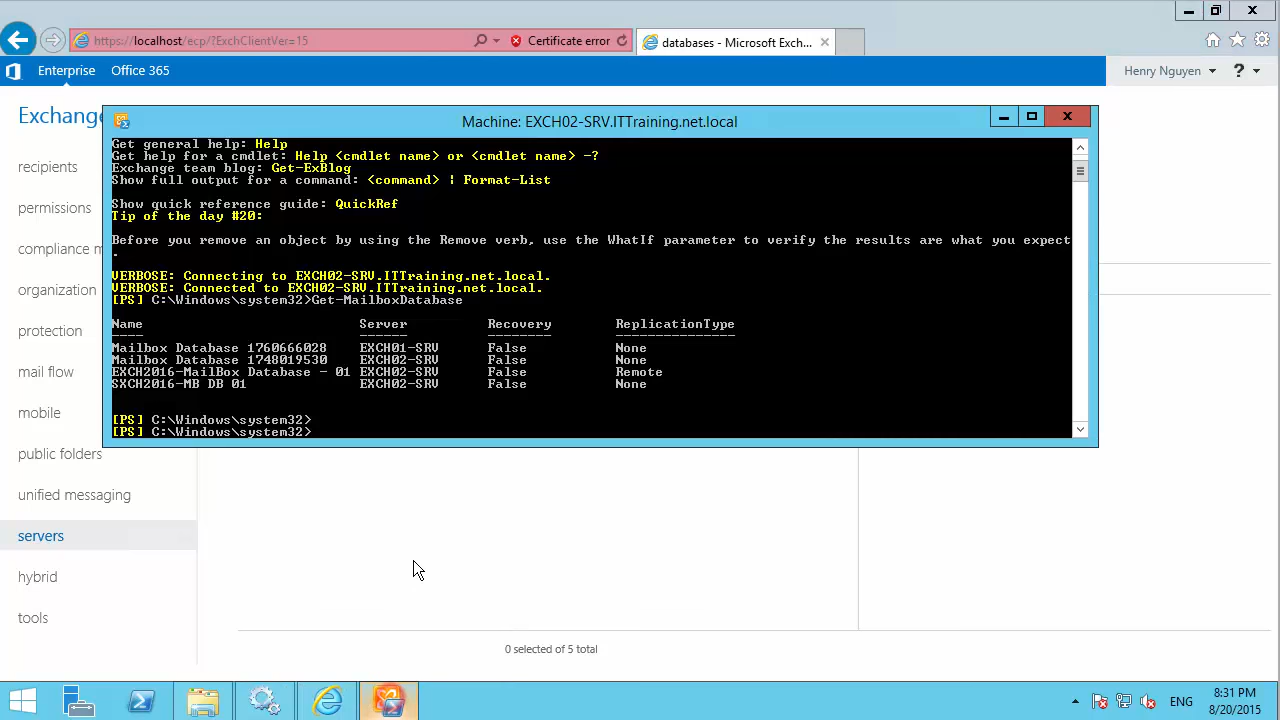 https://localhost/ecp/?ExchClientVer=15
Certificate error
databases - Microsoft Exch...
Enterprise
Office 365
Henry Nguyen
?
Exchange
Machine: EXCH02-SRV.ITTraining.net.local
recipients
permissions
compliance m
organization
protection
mail flow
mobile
public folders
unified messaging
servers
hybrid
tools
Get general help: Help
Get help for a cmdlet: Help <cmdlet name> or <cmdlet name> -?
Exchange team blog: Get-ExBlog
Show full output for a command: <command> | Format-List
Show quick reference guide: QuickRef
Tip of the day #20:
Before you remove an object by using the Remove verb, use the WhatIf parameter to verify the results are what you expect
.
VERBOSE: Connecting to EXCH02-SRV.ITTraining.net.local.
VERBOSE: Connected to EXCH02-SRV.ITTraining.net.local.
[PS] C:\Windows\system32>Get-MailboxDatabase
Name Server Recovery ReplicationType
---- ------ -------- ---------------
Mailbox Database 1760666028 EXCH01-SRV False None
Mailbox Database 1748019530 EXCH02-SRV False None
EXCH2016-MailBox Database - 01 EXCH02-SRV False Remote
SXCH2016-MB DB 01 EXCH02-SRV False None
[PS] C:\Windows\system32>
[PS] C:\Windows\system32>
0 selected of 5 total
ENG
8:31 PM
8/20/2015